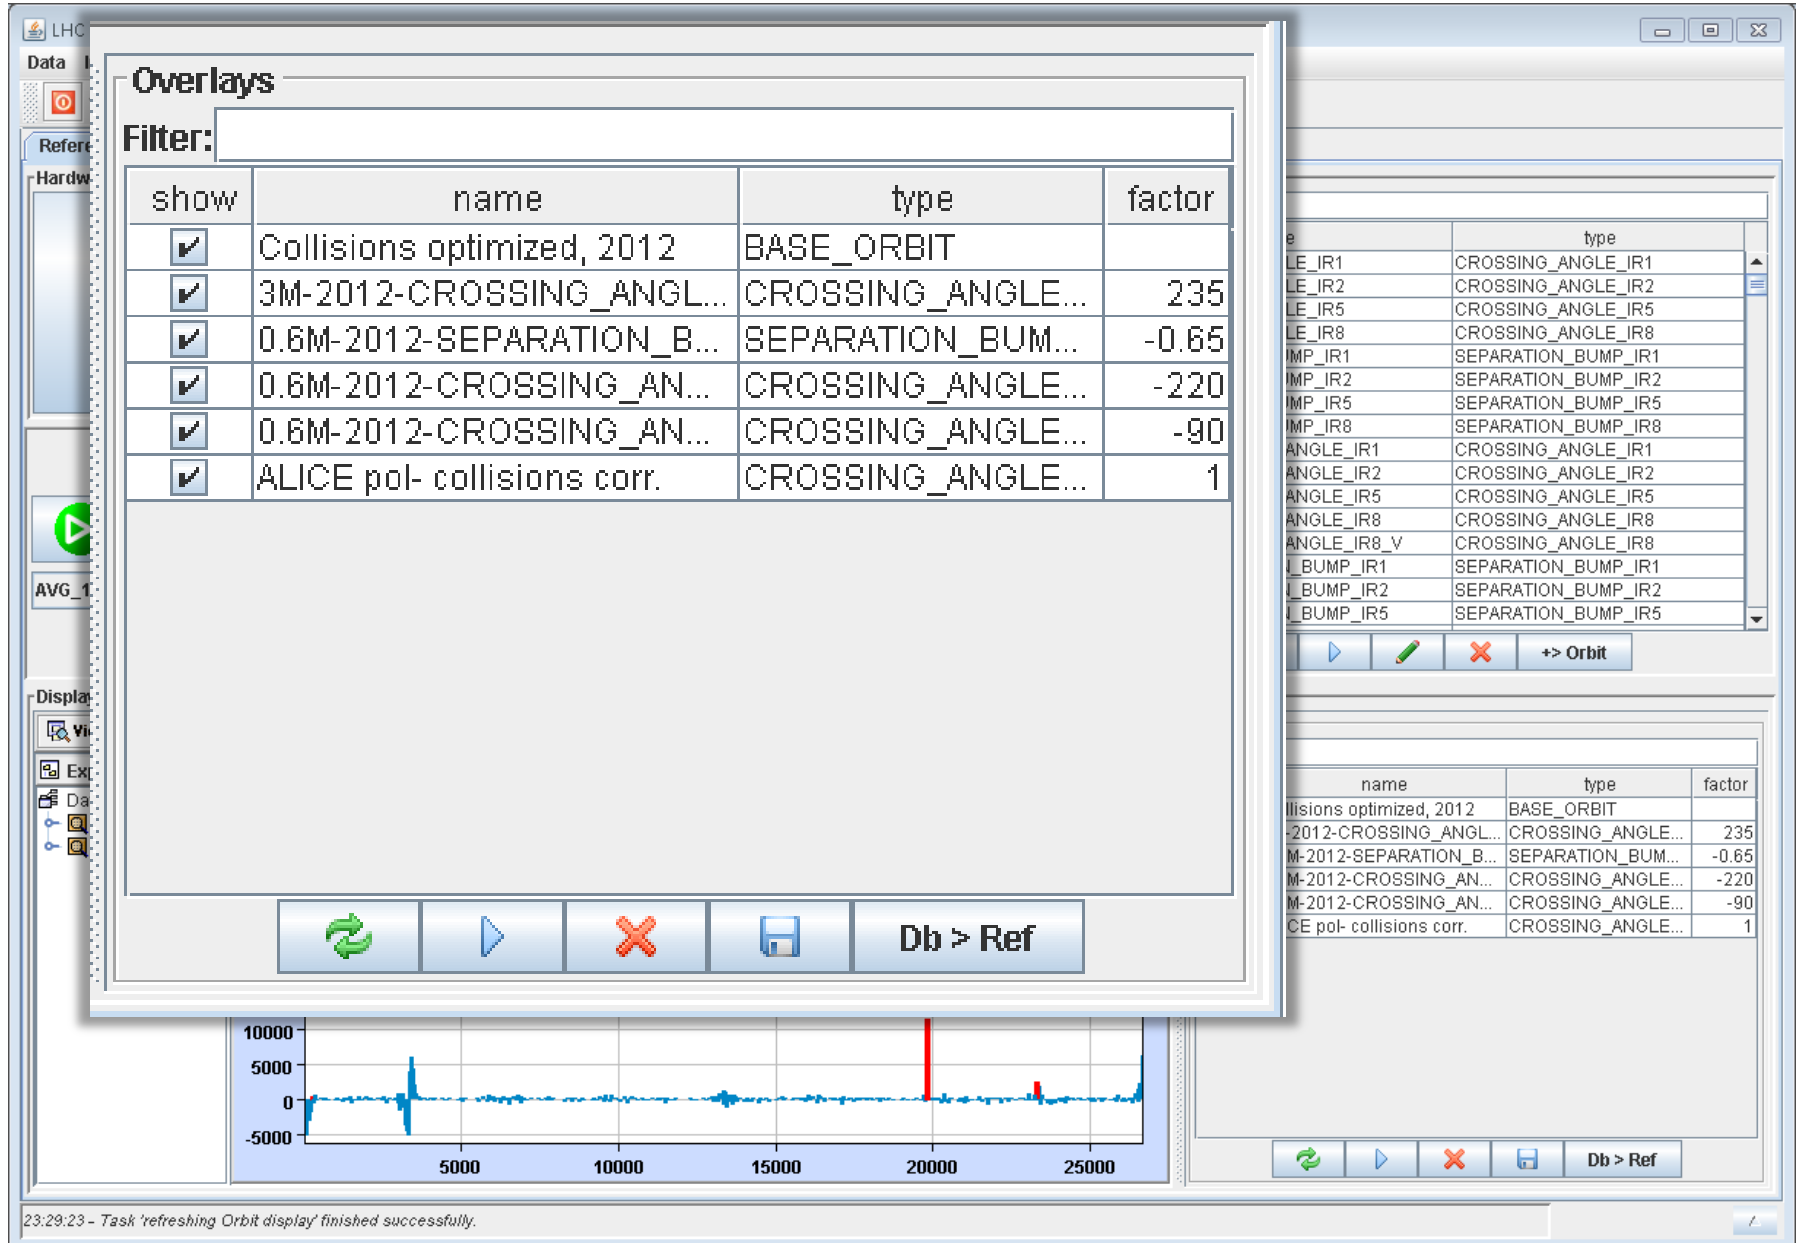 LHC
Data
Overlays
Filter:
show name type factor
Collisions optimized, 2012 BASE_ORBIT
3M-2012-CROSSING_ANGL... CROSSING_ANGLE... 235
0.6M-2012-SEPARATION_B... SEPARATION_BUM... -0.65
0.6M-2012-CROSSING_AN... CROSSING_ANGLE... -220
0.6M-2012-CROSSING_AN... CROSSING_ANGLE... -90
ALICE pol- collisions corr. CROSSING_ANGLE... 1
Db > Ref
Refere
Hardw
AVG_1
Display
Vi
Exp
Da
e type
LE_IR1 CROSSING_ANGLE_IR1
LE_IR2 CROSSING_ANGLE_IR2
LE_IR5 CROSSING_ANGLE_IR5
LE_IR8 CROSSING_ANGLE_IR8
MP_IR1 SEPARATION_BUMP_IR1
MP_IR2 SEPARATION_BUMP_IR2
MP_IR5 SEPARATION_BUMP_IR5
MP_IR8 SEPARATION_BUMP_IR8
ANGLE_IR1 CROSSING_ANGLE_IR1
ANGLE_IR2 CROSSING_ANGLE_IR2
ANGLE_IR5 CROSSING_ANGLE_IR5
ANGLE_IR8 CROSSING_ANGLE_IR8
ANGLE_IR8_V CROSSING_ANGLE_IR8
_BUMP_IR1 SEPARATION_BUMP_IR1
_BUMP_IR2 SEPARATION_BUMP_IR2
_BUMP_IR5 SEPARATION_BUMP_IR5
+> Orbit
name type factor
llisions optimized, 2012 BASE_ORBIT
-2012-CROSSING_ANGL... CROSSING_ANGLE... 235
M-2012-SEPARATION_B... SEPARATION_BUM... -0.65
M-2012-CROSSING_AN... CROSSING_ANGLE... -220
M-2012-CROSSING_AN... CROSSING_ANGLE... -90
CE pol- collisions corr. CROSSING_ANGLE... 1
Db > Ref
10000
5000
0
-5000
5000 10000 15000 20000 25000
23:29:23 - Task 'refreshing Orbit display' finished successfully.